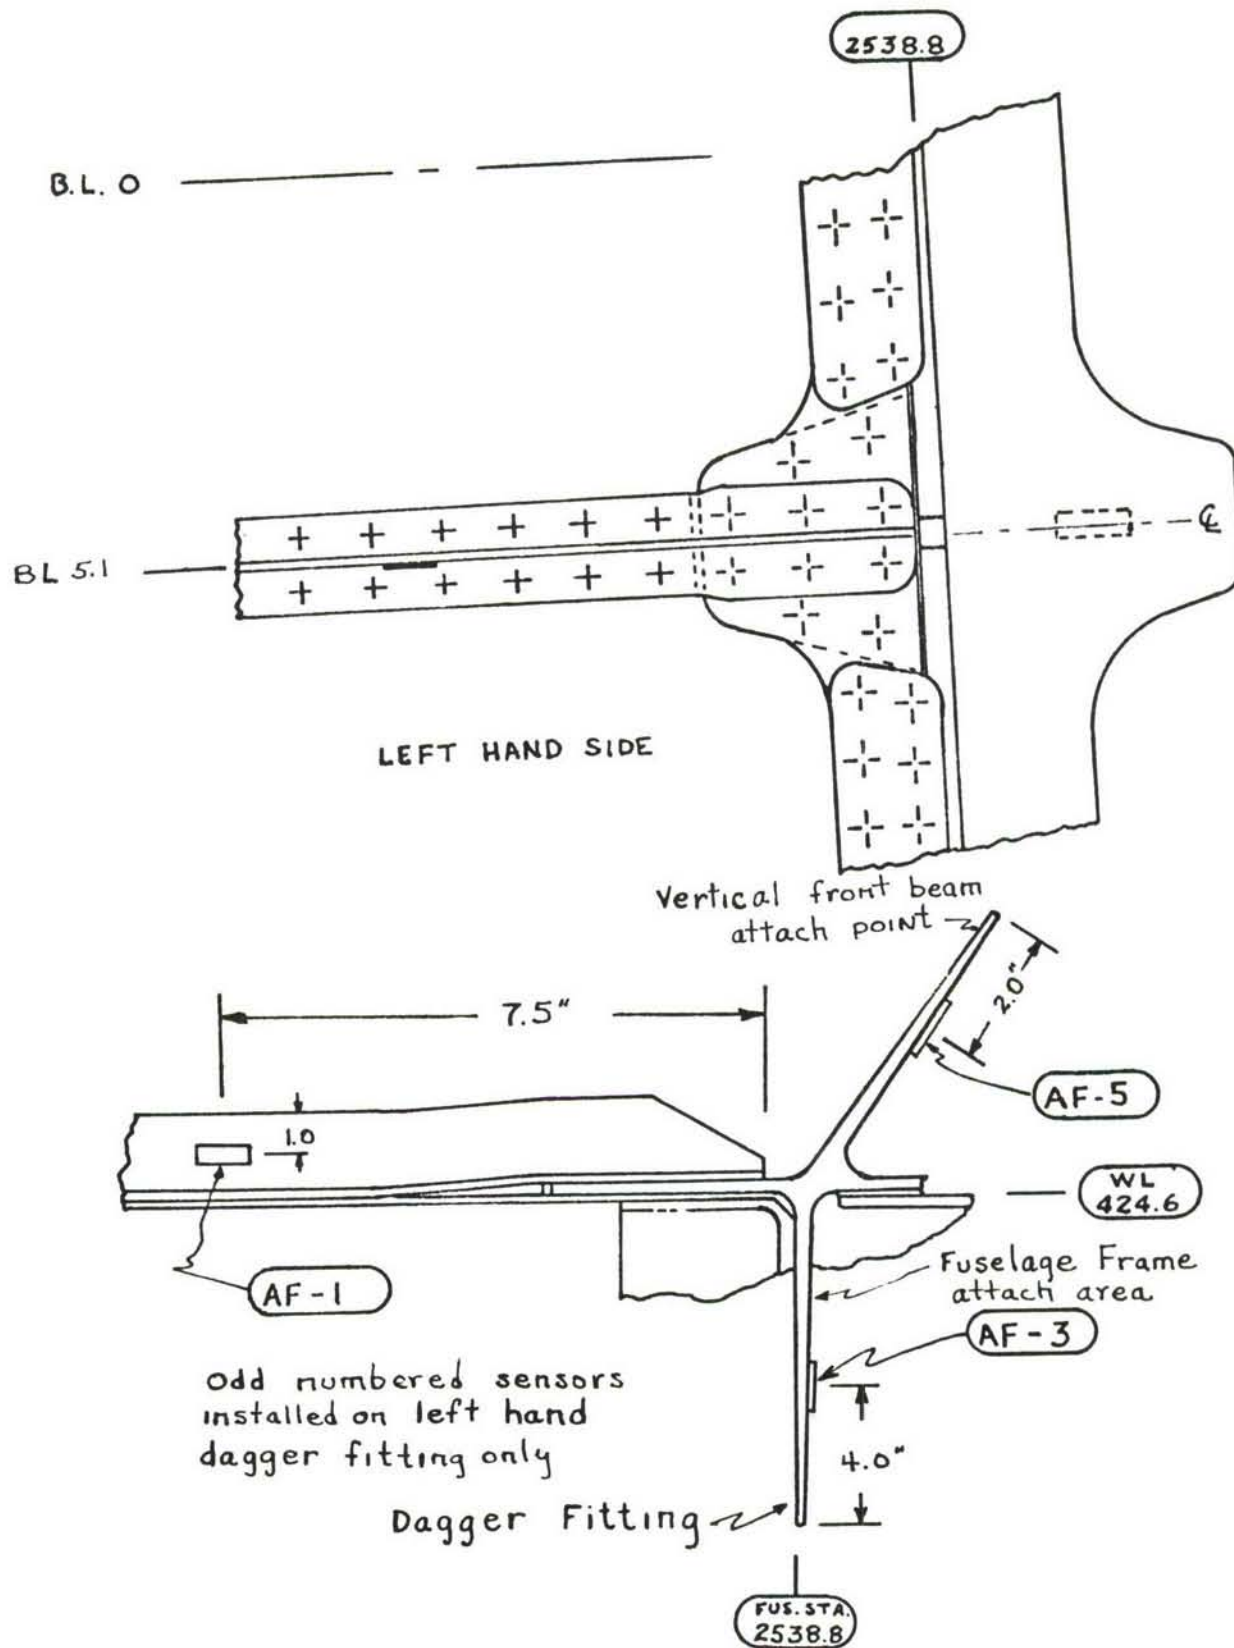 2538.8
B.L. 0
℄
BL 5.1
LEFT HAND SIDE
Vertical front beam
attach point
2.0"
7.5"
AF-5
1.0
WL
424.6
AF-1
Fuselage Frame
attach area
AF-3
Odd numbered sensors
installed on left hand
dagger fitting only
4.0"
Dagger Fitting
FUS. STA.
2538.8